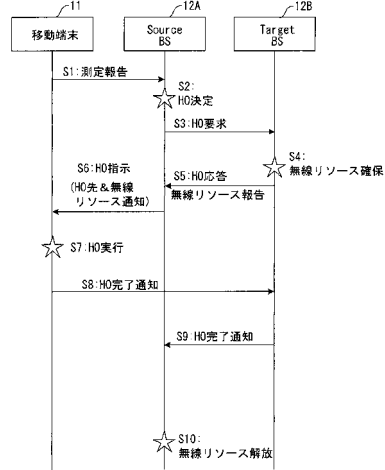 11
12A
12B
移動端末
Source
BS
Target
BS
S1:測定報告
S2:
HO決定
S3:HO要求
S4:
無線リソース確保
S5:HO応答
無線リソース報告
S6:HO指示
(HO先&無線
リソース通知)
S7:HO実行
S8:HO完了通知
S9:HO完了通知
S10:
無線リソース解放